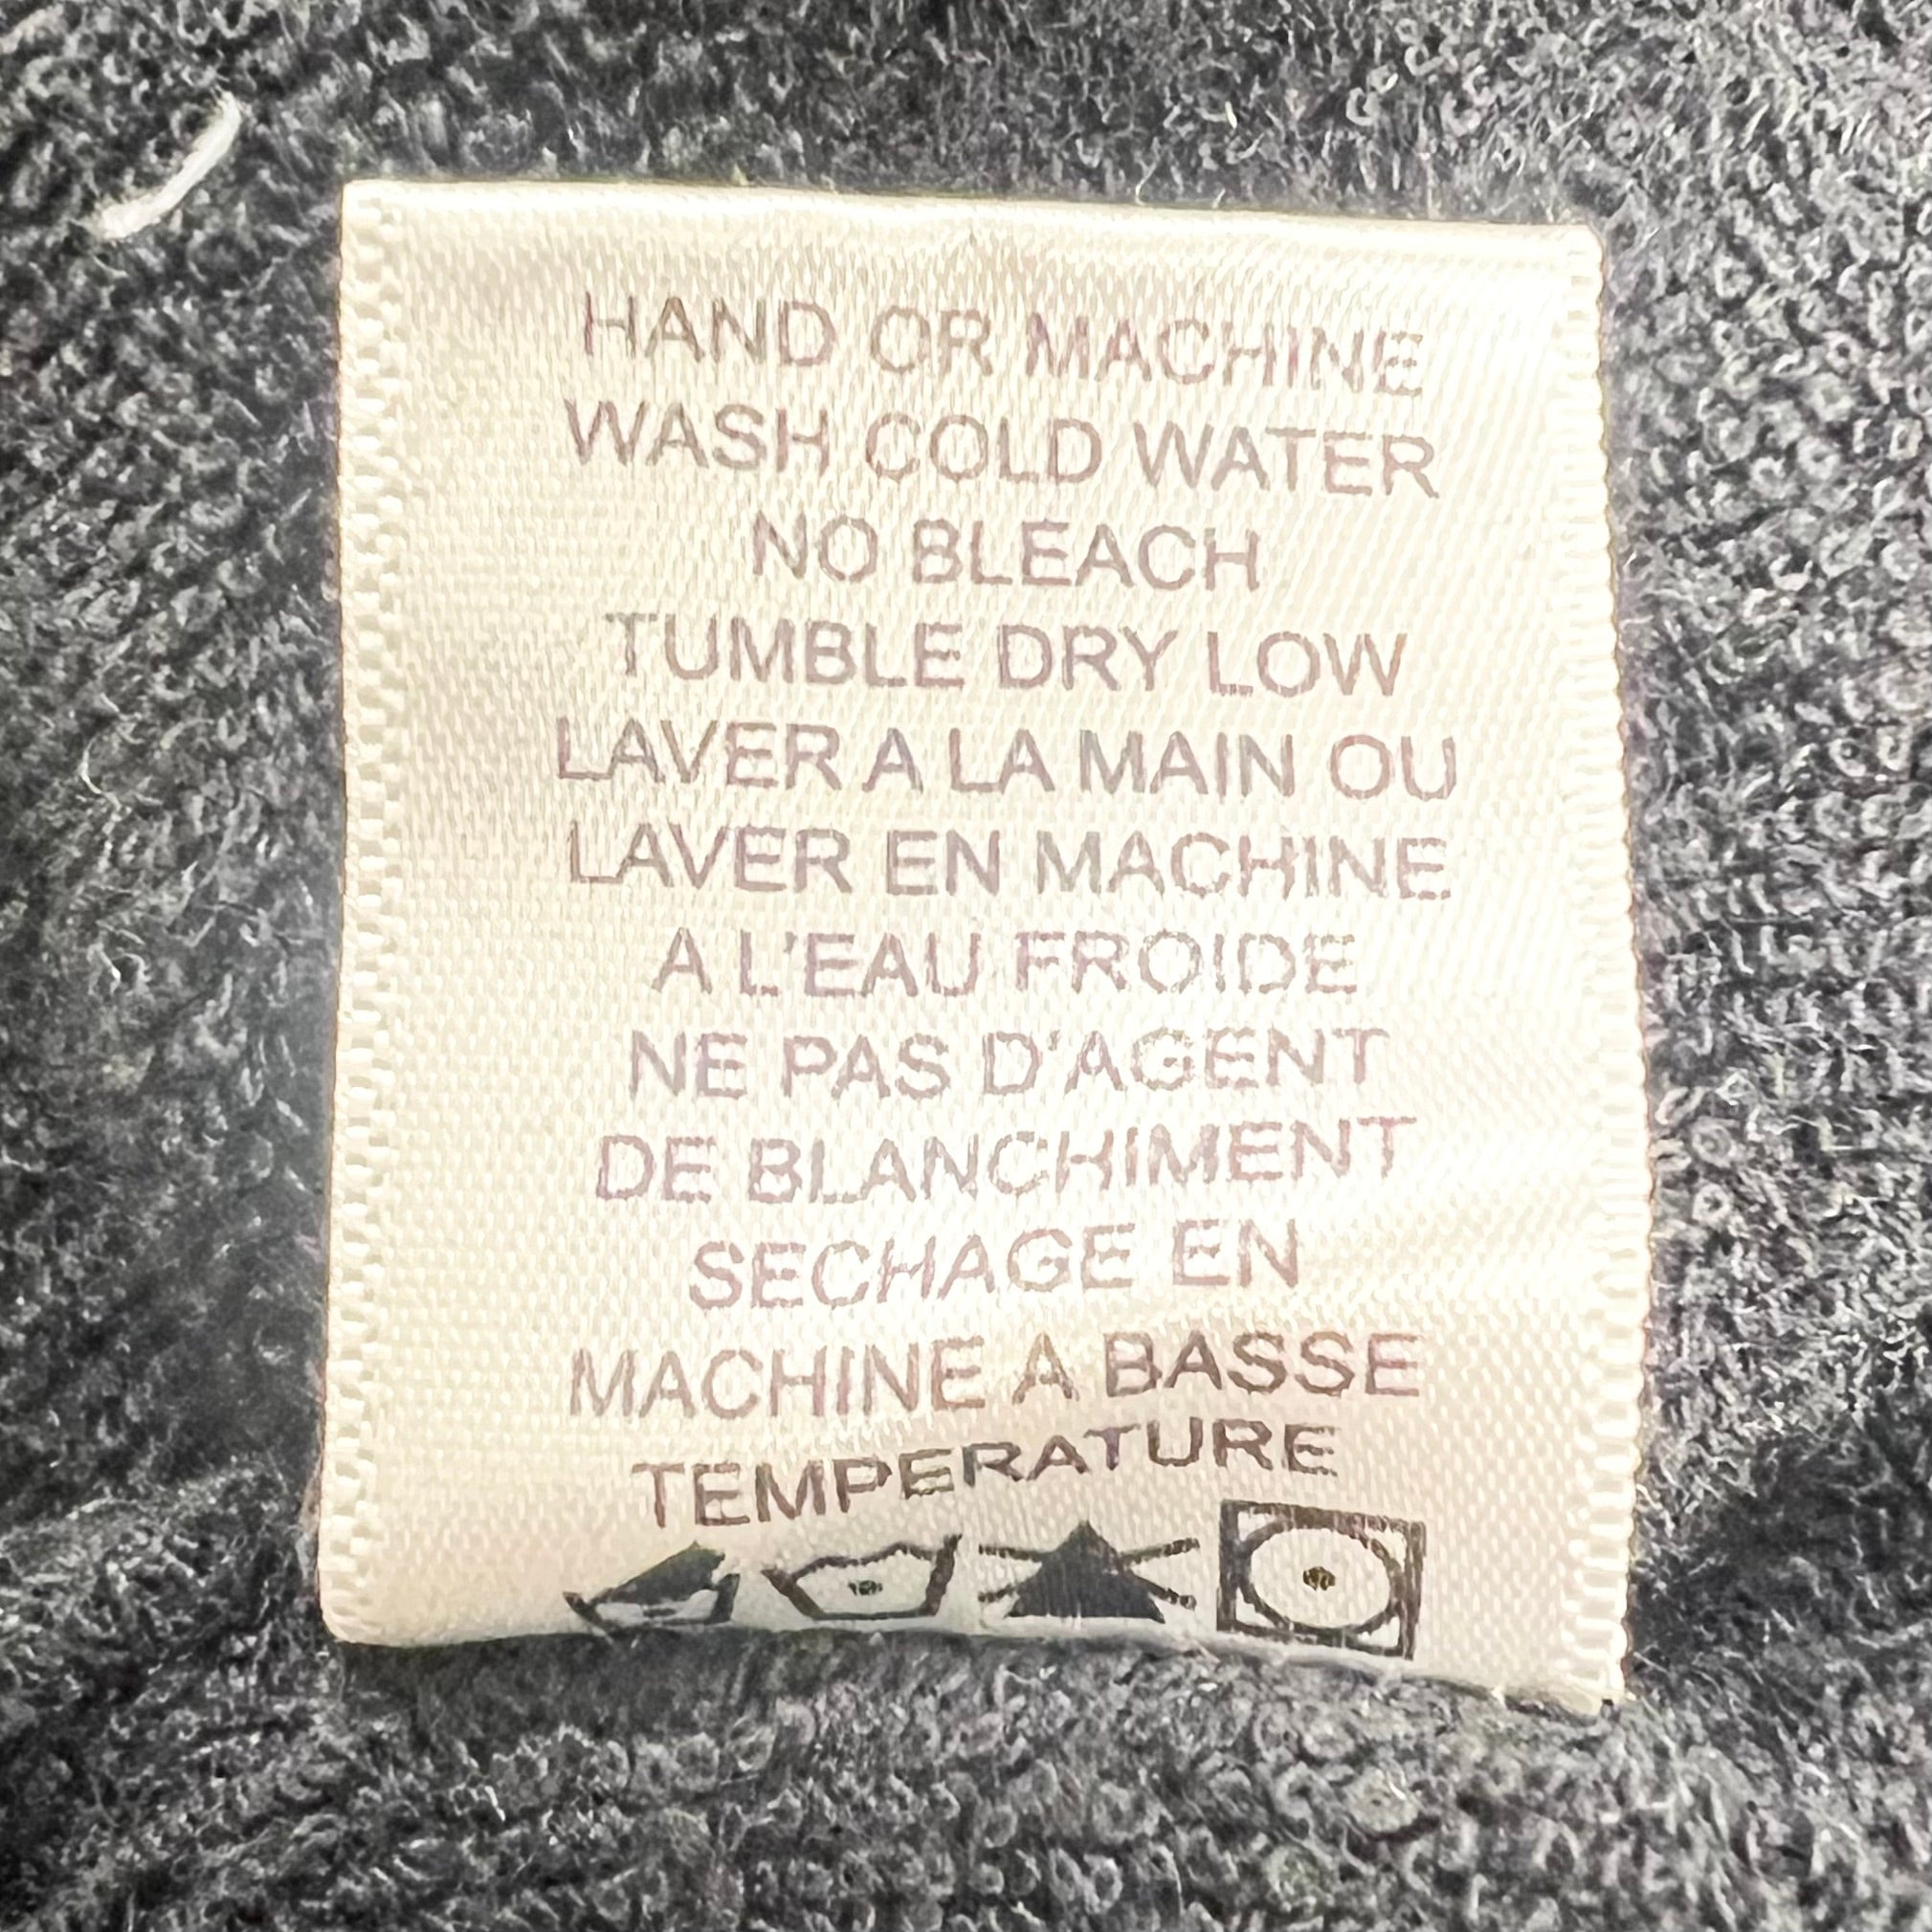 HAND OR MACHINE
WASH COLD WATER
NO BLEACH
TUMBLE DRY LOW
LAVER A LA MAIN OU
LAVER EN MACHINE
A L'EAU FROIDE
NE PAS D'AGENT
DE BLANCHIMENT
SECHAGE EN
MACHINE A BASSE
TEMPERATURE